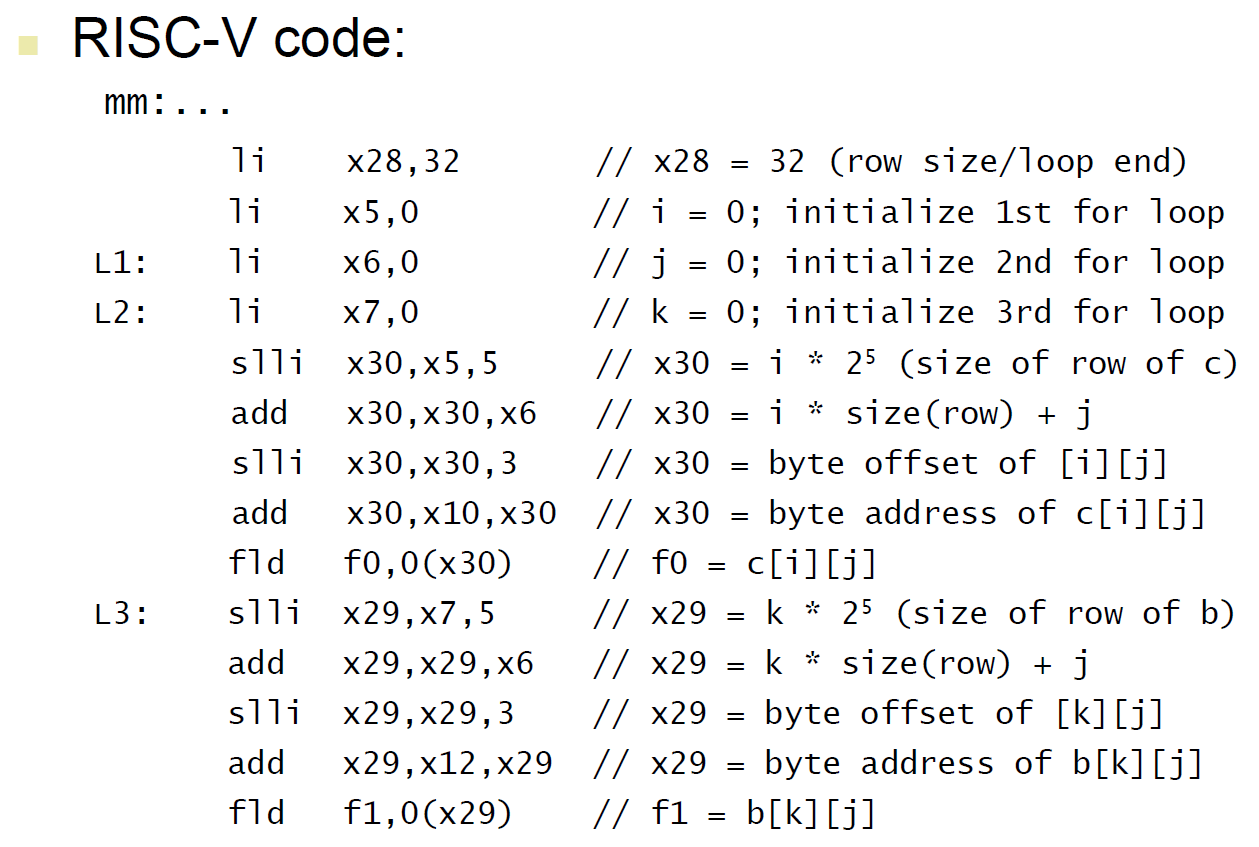 RISC-V code:
mm:...
li x28,32 // x28 = 32 (row size/loop end)
li x5,0 // i = 0; initialize 1st for loop
L1: li x6,0 // j = 0; initialize 2nd for loop
L2: li x7,0 // k = 0; initialize 3rd for loop
slli x30,x5,5 // x30 = i * 2⁵ (size of row of c)
add x30,x30,x6 // x30 = i * size(row) + j
slli x30,x30,3 // x30 = byte offset of [i][j]
add x30,x10,x30 // x30 = byte address of c[i][j]
fld f0,0(x30) // f0 = c[i][j]
L3: slli x29,x7,5 // x29 = k * 2⁵ (size of row of b)
add x29,x29,x6 // x29 = k * size(row) + j
slli x29,x29,3 // x29 = byte offset of [k][j]
add x29,x12,x29 // x29 = byte address of b[k][j]
fld f1,0(x29) // f1 = b[k][j]